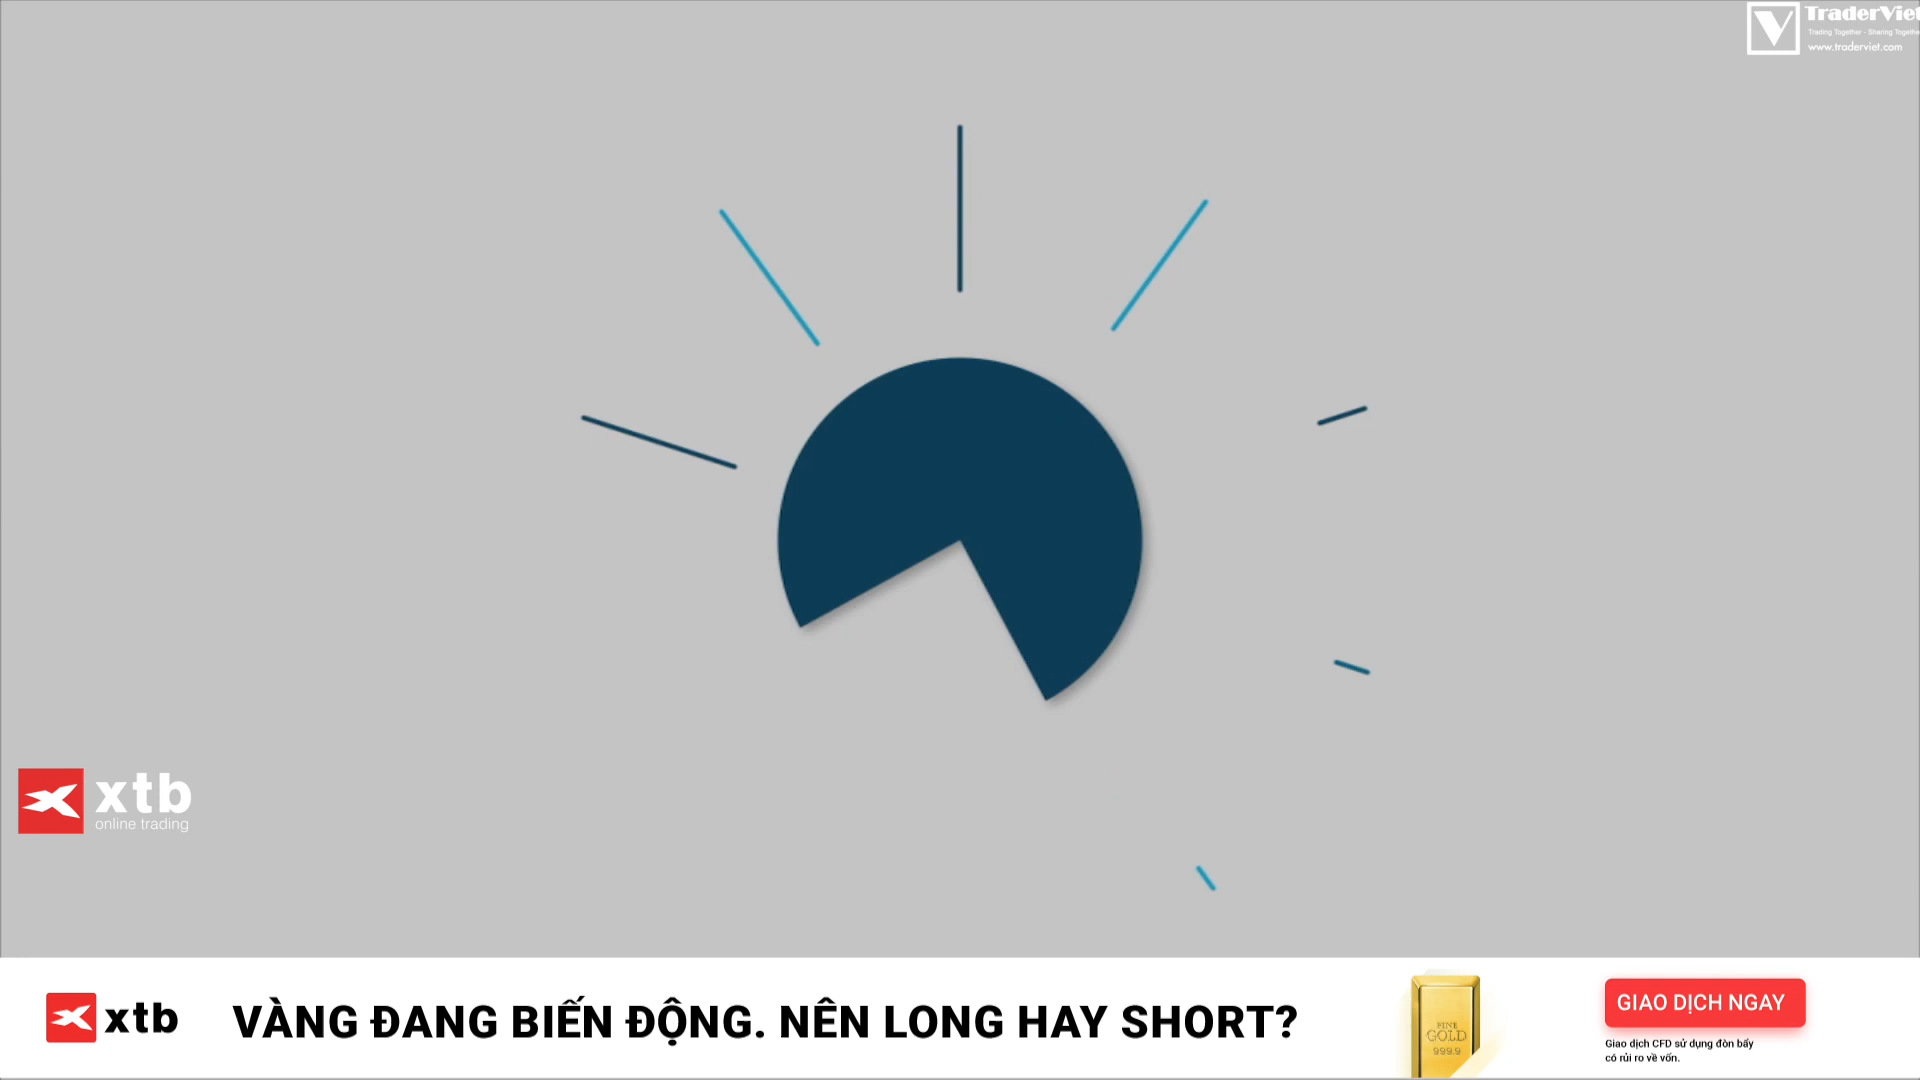 TraderViet
Trading Together - Sharing Together
www.traderviet.com
xtb
online trading
xtb
VÀNG ĐANG BIẾN ĐỘNG. NÊN LONG HAY SHORT?
FINE
GOLD
999.9
GIAO DỊCH NGAY
Giao dịch CFD sử dụng đòn bẩy
có rủi ro về vốn.